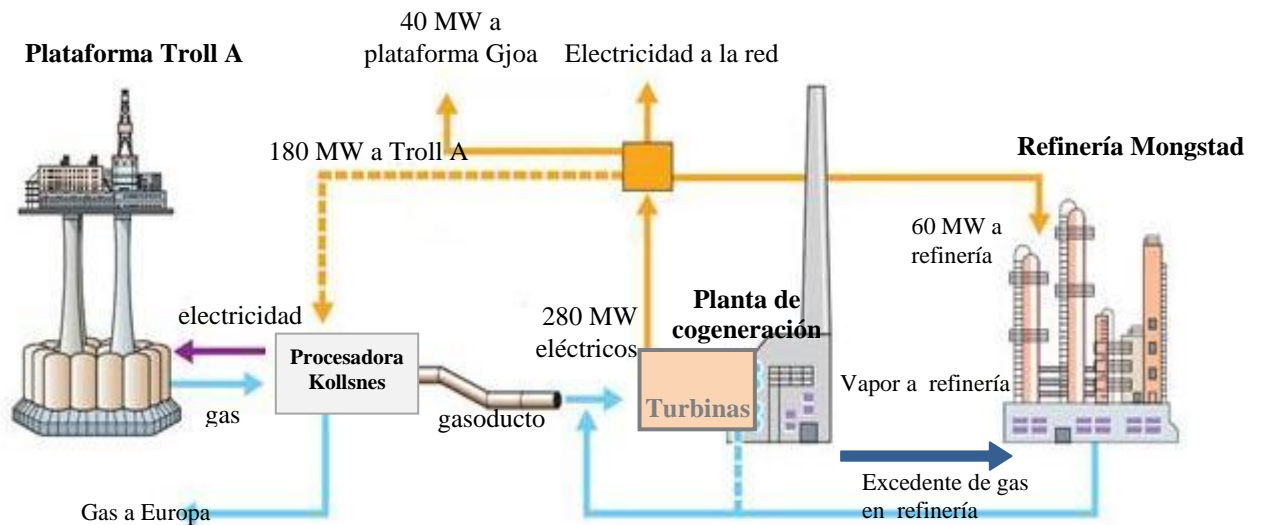 40 MW a
plataforma Gjoa
Electricidad a la red
Plataforma Troll A
180 MW a Troll A
Refinería Mongstad
60 MW a
refinería
Planta de
cogeneración
280 MW
eléctricos
electricidad
Procesadora
Kollsnes
gas
gasoducto
Turbinas
Vapor a refinería
Excedente de gas
en refinería
Gas a Europa